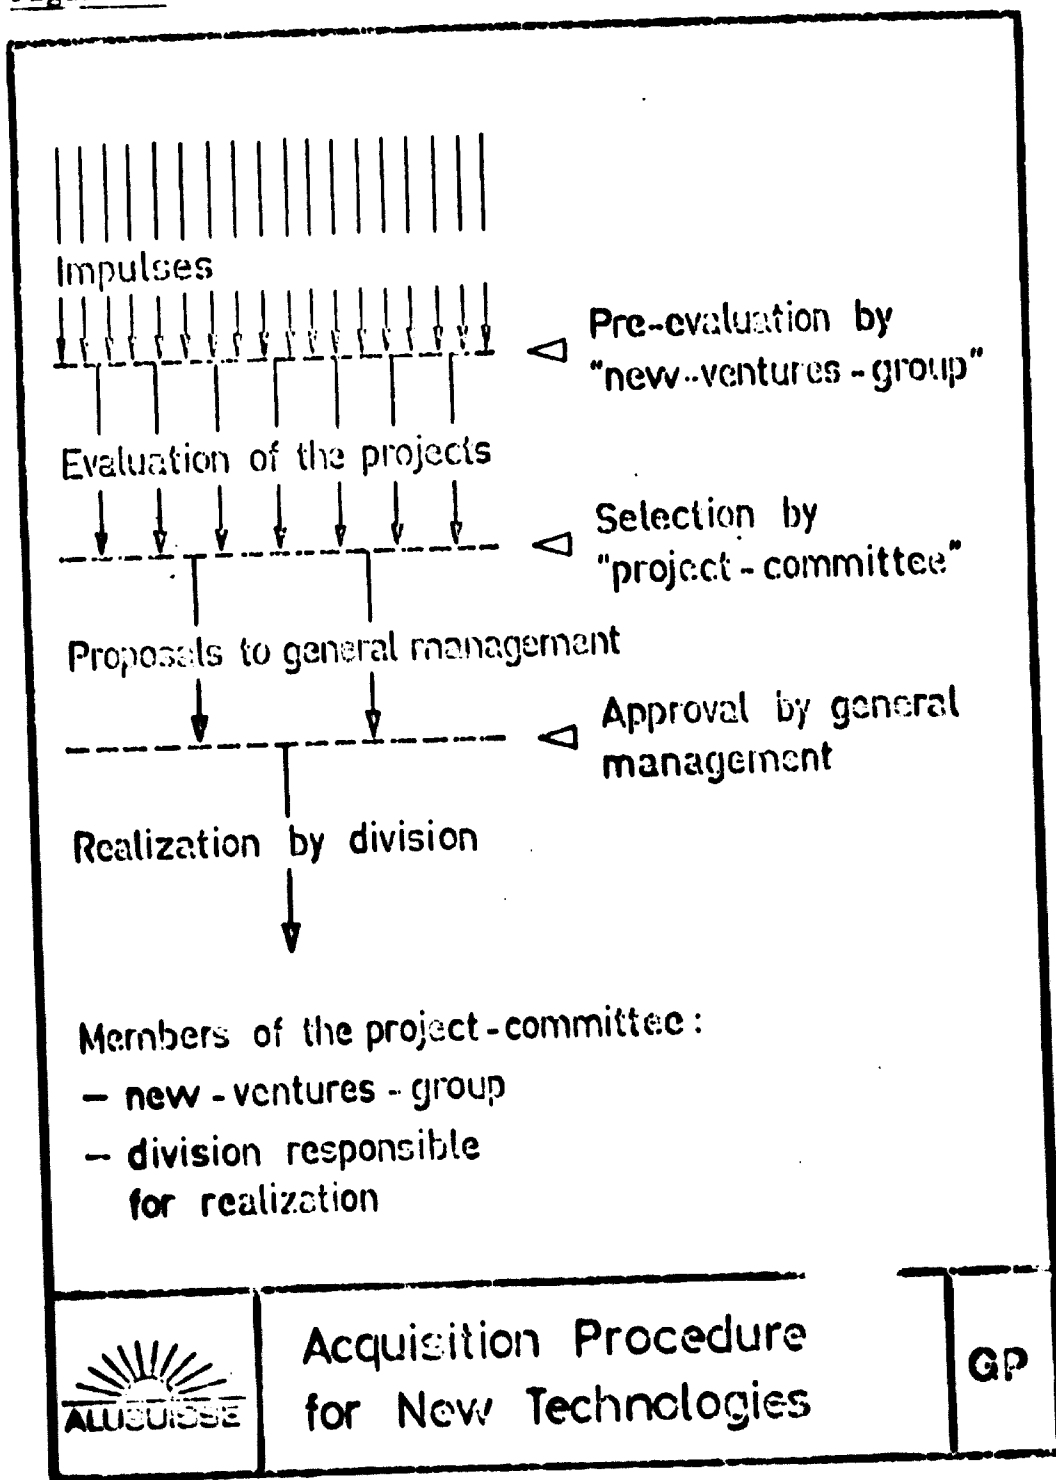 Impulses
Pre-evaluation by
"new-ventures-group"
Evaluation of the projects
Selection by
"project-committee"
Proposals to general management
Approval by general
management
Realization by division
Members of the project-committee:
– new-ventures-group
– division responsible
for realization
ALUSUISSE
Acquisition Procedure
for New Technologies
GP